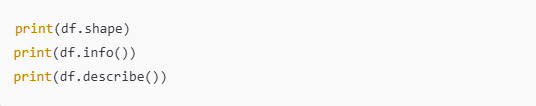 print(df.shape)
print(df.info())
print(df.describe())